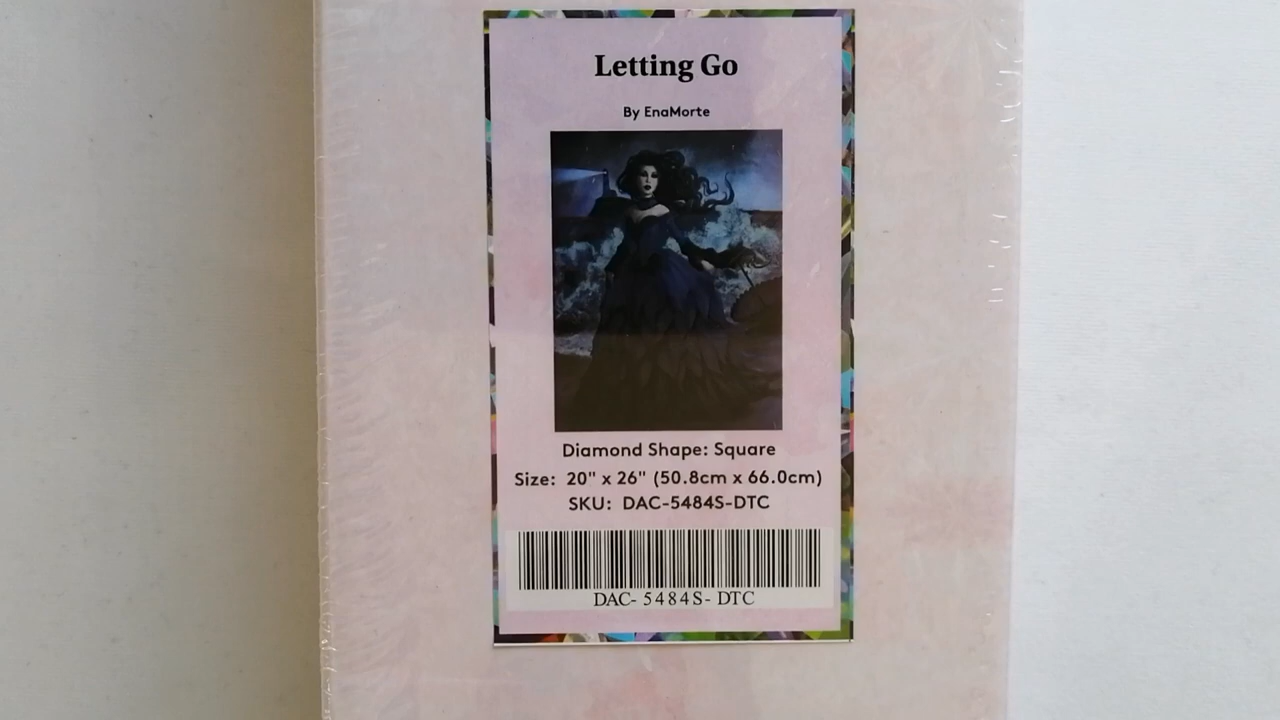 Letting Go
By EnaMorte
Diamond Shape: Square
Size: 20" x 26" (50.8cm x 66.0cm)
SKU: DAC-5484S-DTC
DAC- 5484S- DTC